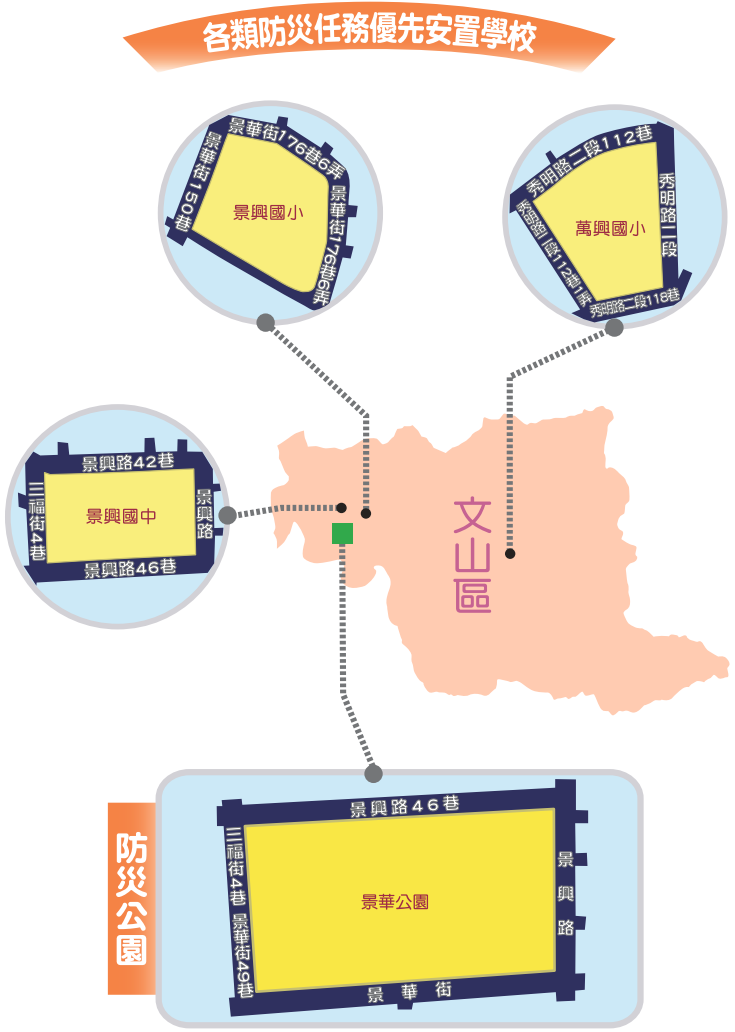 各類防災任務優先安置學校
景華街176巷6弄
景華街150巷
景興國小
景華街176巷6弄
秀明路二段112巷
秀明路二段
萬興國小
秀明路二段112巷1弄
秀明路二段118巷
景興路42巷
三福街4巷
景興國中
景興路
景興路46巷
文山區
防災公園
景興路46巷
三福街4巷
景華街49巷
景華公園
景興路
景華街